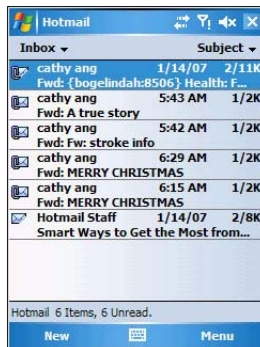 Hotmail
Inbox Subject
cathy ang 1/14/07 2/11K
Fwd: {bogelindah:8506} Health: F...
cathy ang 5:43 AM 1/2K
Fwd: A true story
cathy ang 5:42 AM 1/2K
Fwd: Fw: stroke info
cathy ang 6:29 AM 1/2K
Fwd: MERRY CHRISTMAS
cathy ang 6:15 AM 1/2K
Fwd: MERRY CHRISTMAS
Hotmail Staff 1/14/07 2/8K
Smart Ways to Get the Most from...
Hotmail 6 Items, 6 Unread.
New Menu